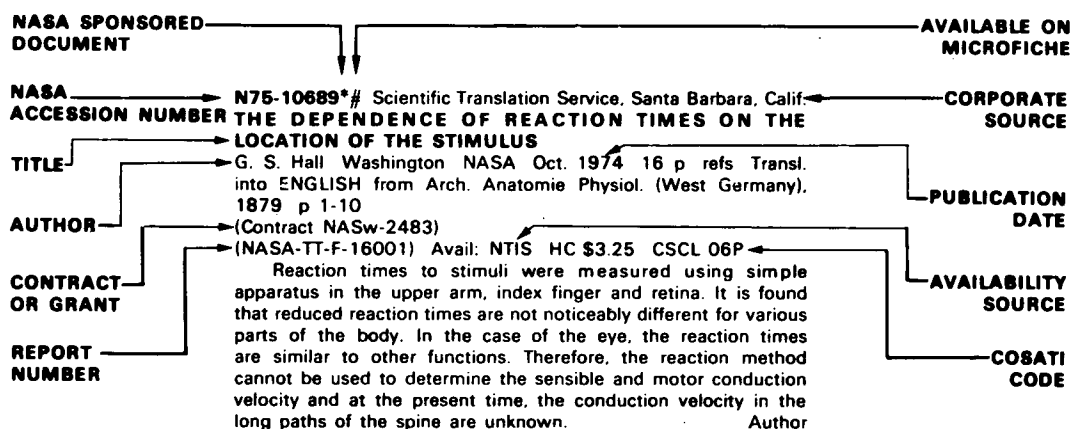 NASA SPONSORED
DOCUMENT
AVAILABLE ON
MICROFICHE
NASA
ACCESSION NUMBER
N75-10689*# Scientific Translation Service, Santa Barbara, Calif.
CORPORATE
SOURCE
THE DEPENDENCE OF REACTION TIMES ON THE
LOCATION OF THE STIMULUS
TITLE
G. S. Hall Washington NASA Oct. 1974 16 p refs Transl.
into ENGLISH from Arch. Anatomie Physiol. (West Germany),
1879 p 1-10
PUBLICATION
DATE
AUTHOR
(Contract NASw-2483)
(NASA-TT-F-16001) Avail: NTIS HC $3.25 CSCL 06P
CONTRACT
OR GRANT
AVAILABILITY
SOURCE
Reaction times to stimuli were measured using simple
apparatus in the upper arm, index finger and retina. It is found
that reduced reaction times are not noticeably different for various
parts of the body. In the case of the eye, the reaction times
are similar to other functions. Therefore, the reaction method
cannot be used to determine the sensible and motor conduction
velocity and at the present time, the conduction velocity in the
long paths of the spine are unknown. Author
REPORT
NUMBER
COSATI
CODE